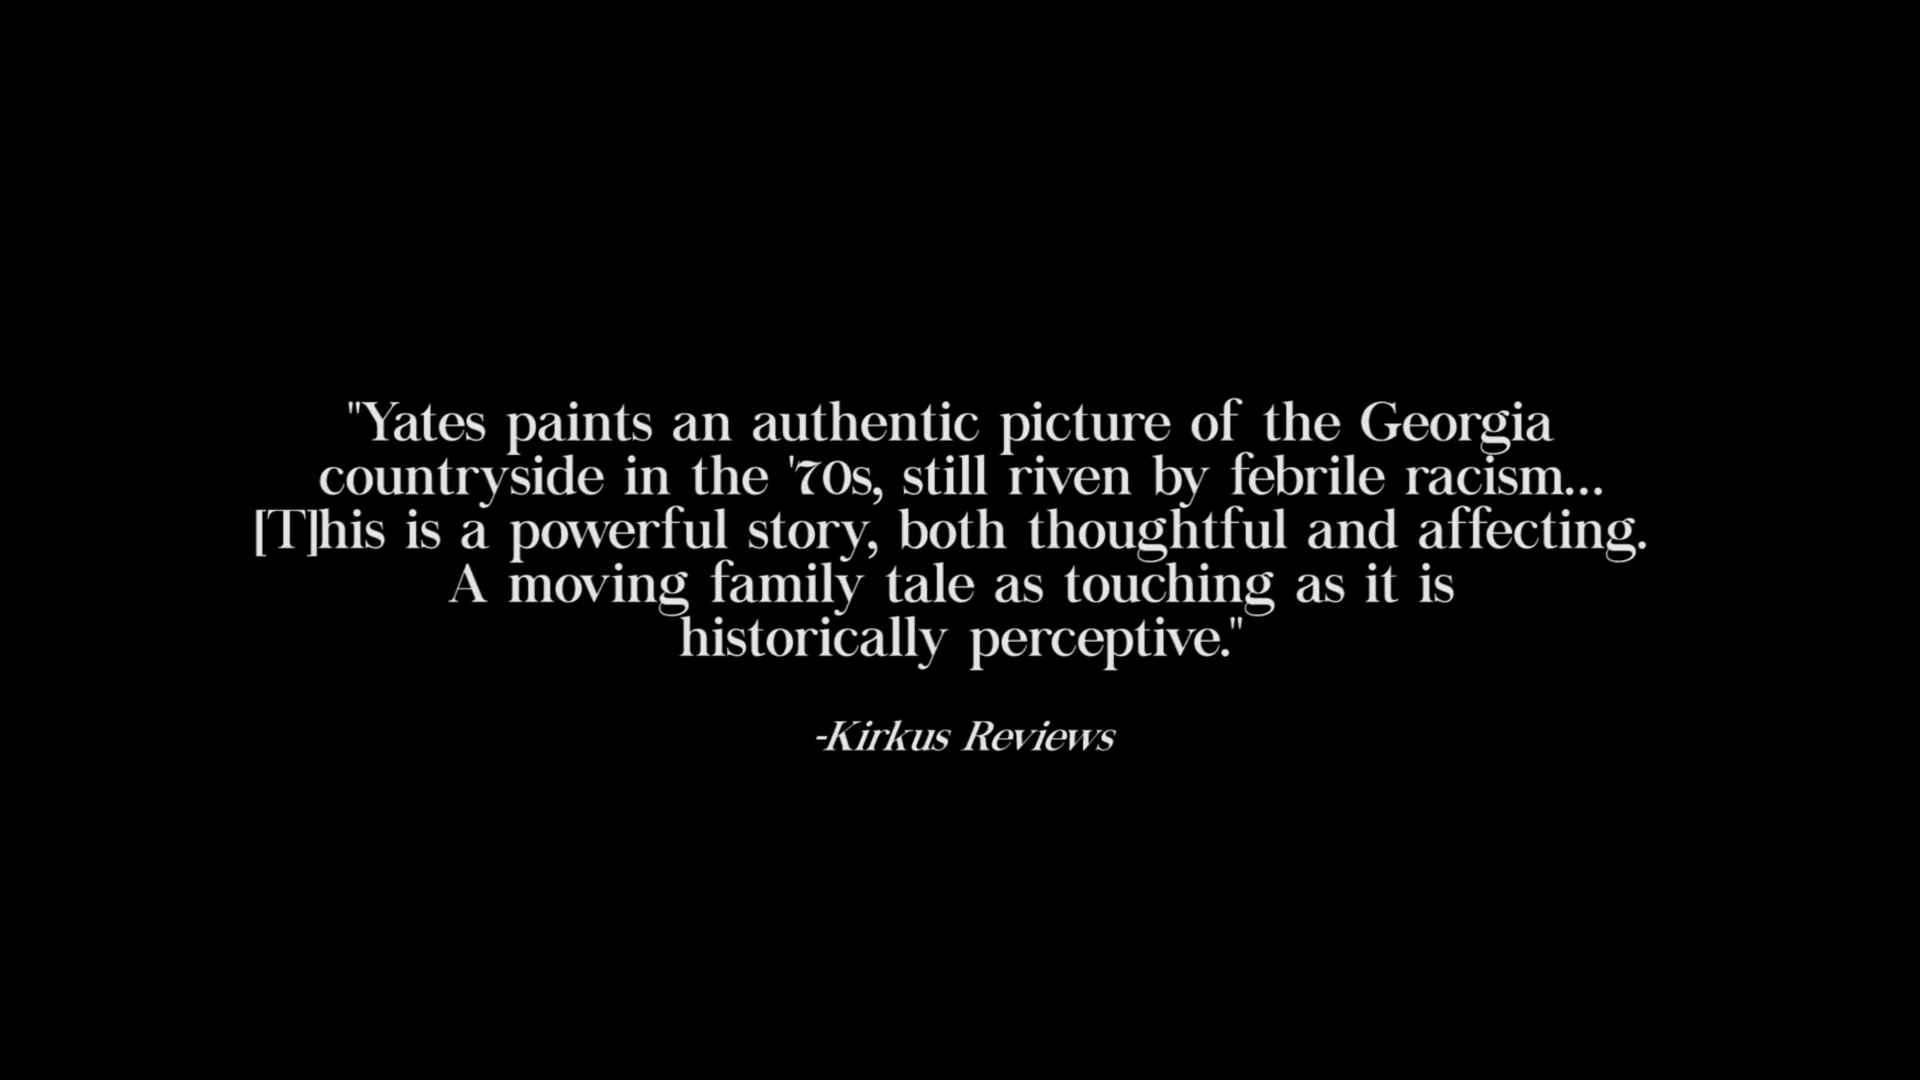 "Yates paints an authentic picture of the Georgia
countryside in the '70s, still riven by febrile racism...
[T]his is a powerful story, both thoughtful and affecting.
A moving family tale as touching as it is
historically perceptive."
-Kirkus Reviews